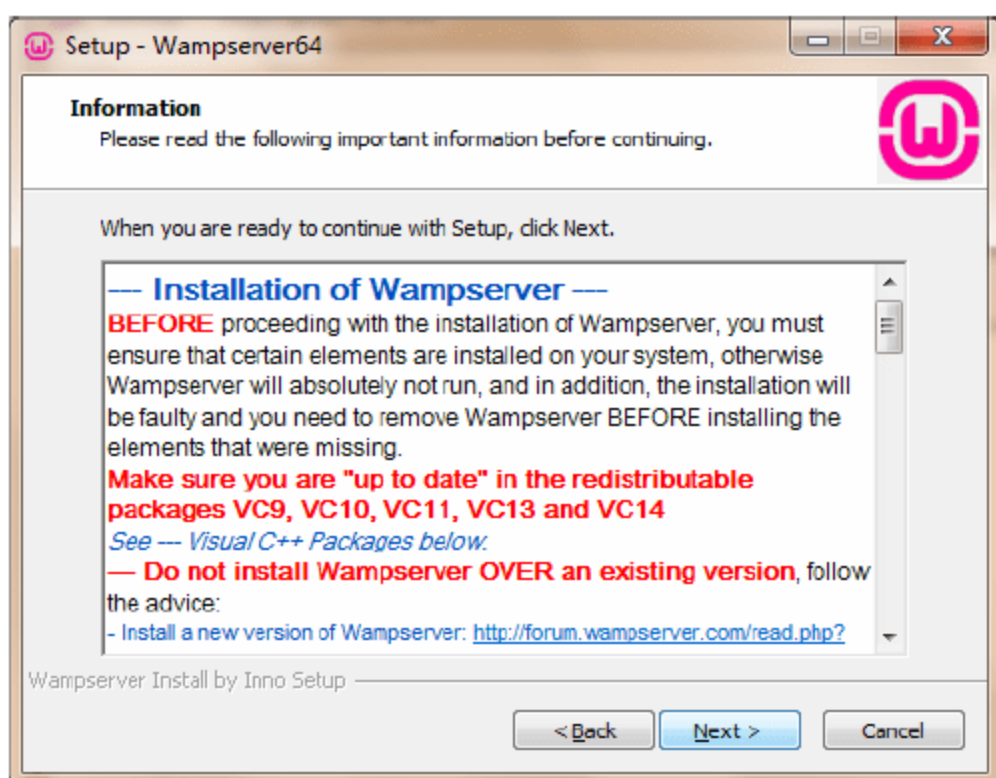 Setup - Wampserver64
Information
Please read the following important information before continuing.
When you are ready to continue with Setup, click Next.
--- Installation of Wampserver ---
BEFORE proceeding with the installation of Wampserver, you must
ensure that certain elements are installed on your system, otherwise
Wampserver will absolutely not run, and in addition, the installation will
be faulty and you need to remove Wampserver BEFORE installing the
elements that were missing.
Make sure you are "up to date" in the redistributable
packages VC9, VC10, VC11, VC13 and VC14
See --- Visual C++ Packages below.
--- Do not install Wampserver OVER an existing version, follow
the advice:
- Install a new version of Wampserver: http://forum.wampserver.com/read.php?
Wampserver Install by Inno Setup
< Back
Next >
Cancel